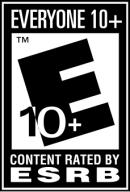 EVERYONE 10+
™
E
10+
CONTENT RATED BY
ESRB